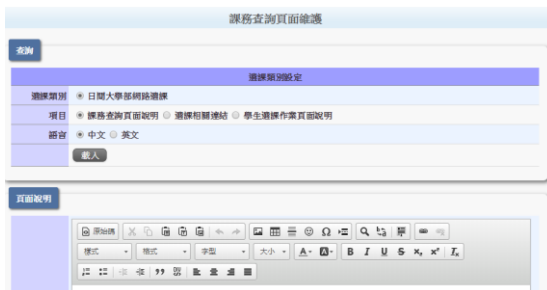 課務查詢頁面維護
查詢
選課類別設定
選課類別 日間大學部網路選課
項目 課務查詢頁面說明 選課相關連結 學生選課作業頁面說明
語言 中文 英文
載入
頁面說明
原始碼
樣式 格式 字型 大小 A A B I U S x₂ x² Tx